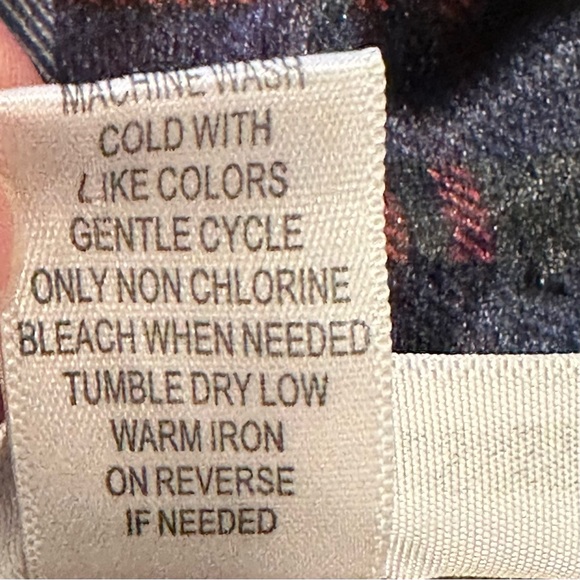 MACHINE WASH
COLD WITH
LIKE COLORS
GENTLE CYCLE
ONLY NON CHLORINE
BLEACH WHEN NEEDED
TUMBLE DRY LOW
WARM IRON
ON REVERSE
IF NEEDED